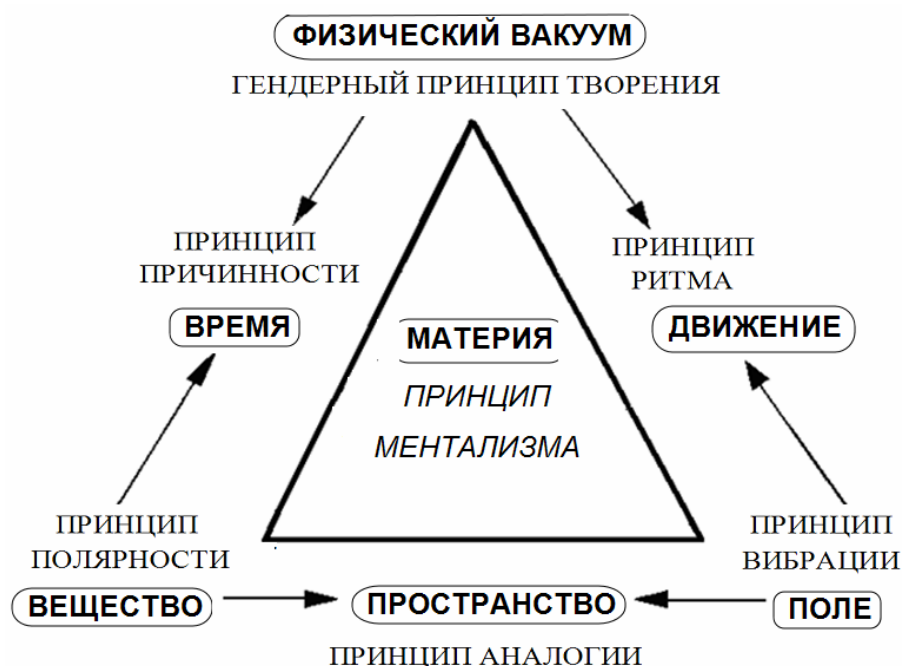 ФИЗИЧЕСКИЙ ВАКУУМ
ГЕНДЕРНЫЙ ПРИНЦИП ТВОРЕНИЯ
ПРИНЦИП
ПРИЧИННОСТИ
ВРЕМЯ
ПРИНЦИП
РИТМА
ДВИЖЕНИЕ
МАТЕРИЯ
ПРИНЦИП
МЕНТАЛИЗМА
ПРИНЦИП
ПОЛЯРНОСТИ
ВЕЩЕСТВО
ПРОСТРАНСТВО
ПРИНЦИП АНАЛОГИИ
ПРИНЦИП
ВИБРАЦИИ
ПОЛЕ